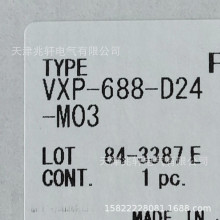 天津兆轩电气有限公司
TYPE
VXP-688-D24
-M03
LOT 84-3387 E
CONT. 1 pc.
MADE IN
15822228081